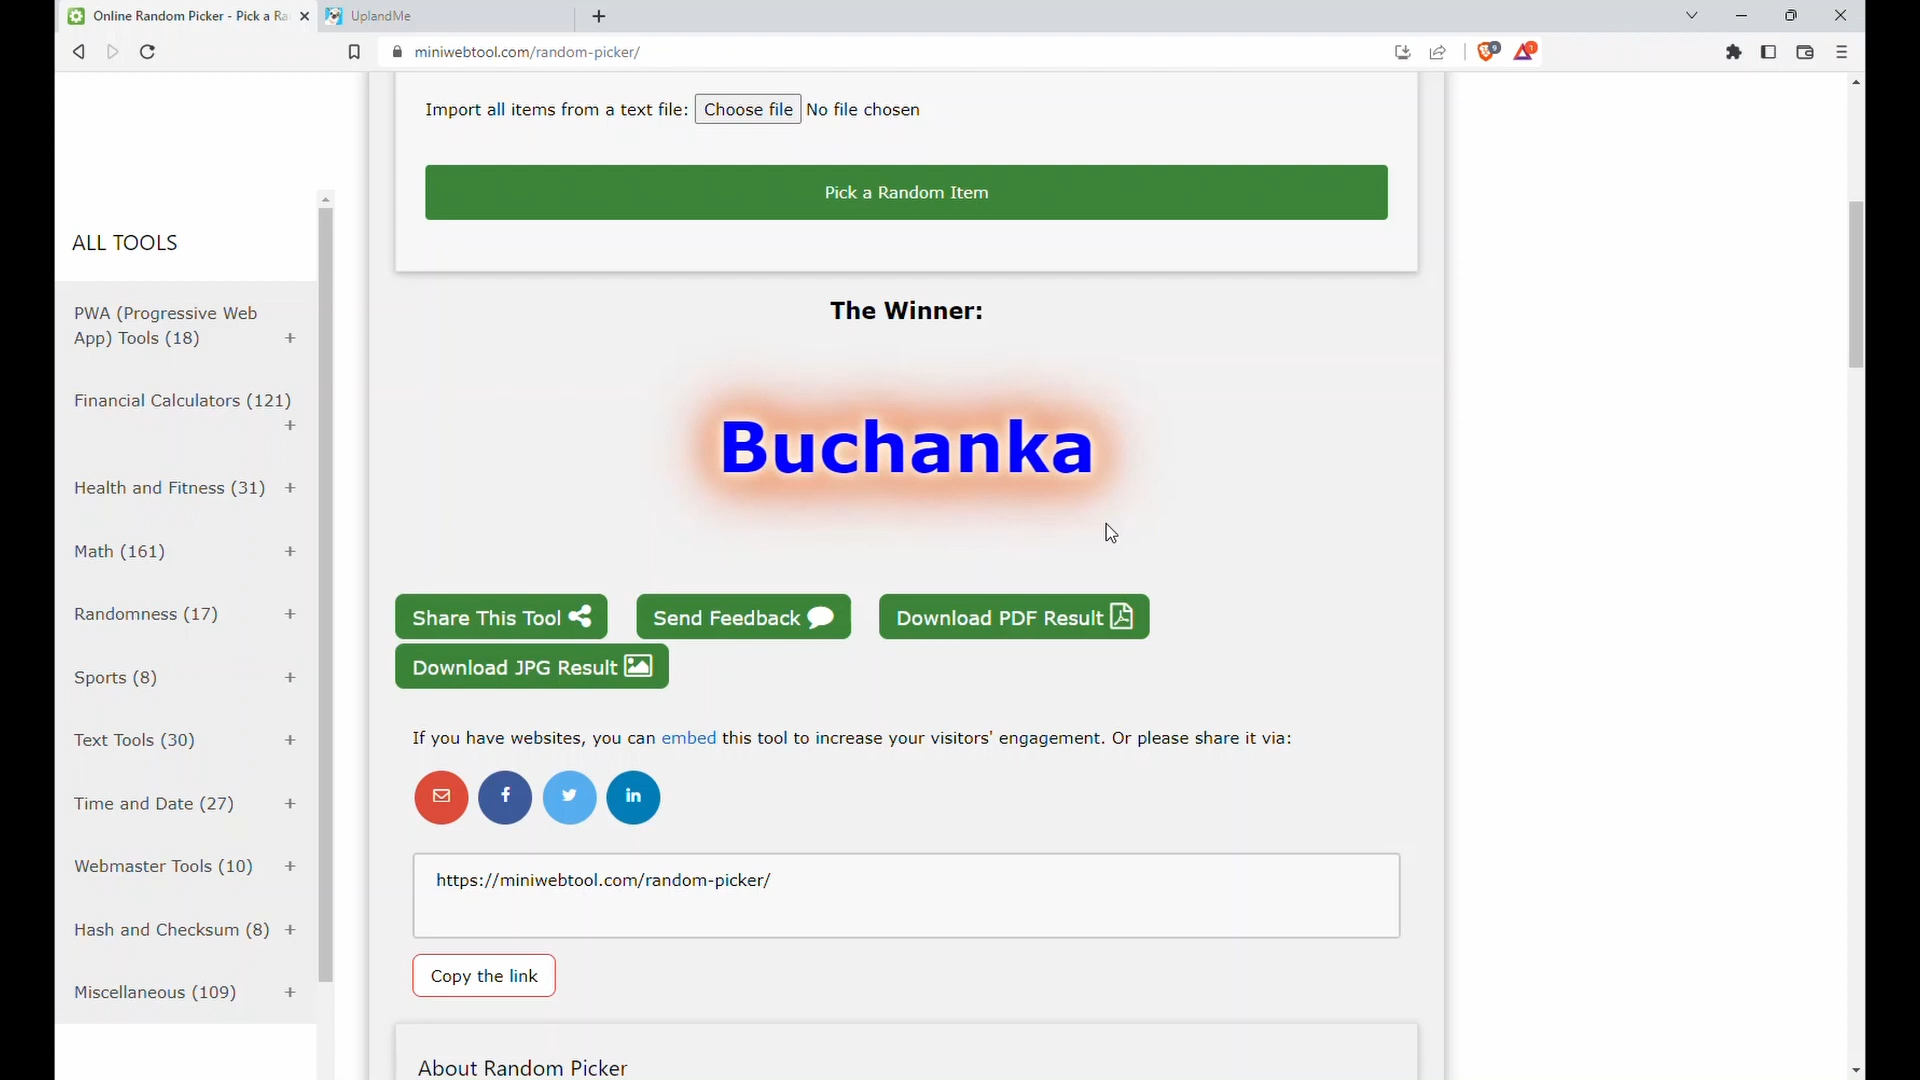 Online Random Picker - Pick a Ra
UplandMe
miniwebtool.com/random-picker/
9
1
Import all items from a text file: Choose file No file chosen
Pick a Random Item
ALL TOOLS
PWA (Progressive Web
App) Tools (18) +
Financial Calculators (121)
+
Health and Fitness (31) +
Math (161) +
Randomness (17) +
Sports (8) +
Text Tools (30) +
Time and Date (27) +
Webmaster Tools (10) +
Hash and Checksum (8) +
Miscellaneous (109) +
The Winner:
Buchanka
Share This Tool Send Feedback Download PDF Result
Download JPG Result
If you have websites, you can embed this tool to increase your visitors' engagement. Or please share it via:
f in
https://miniwebtool.com/random-picker/
Copy the link
About Random Picker